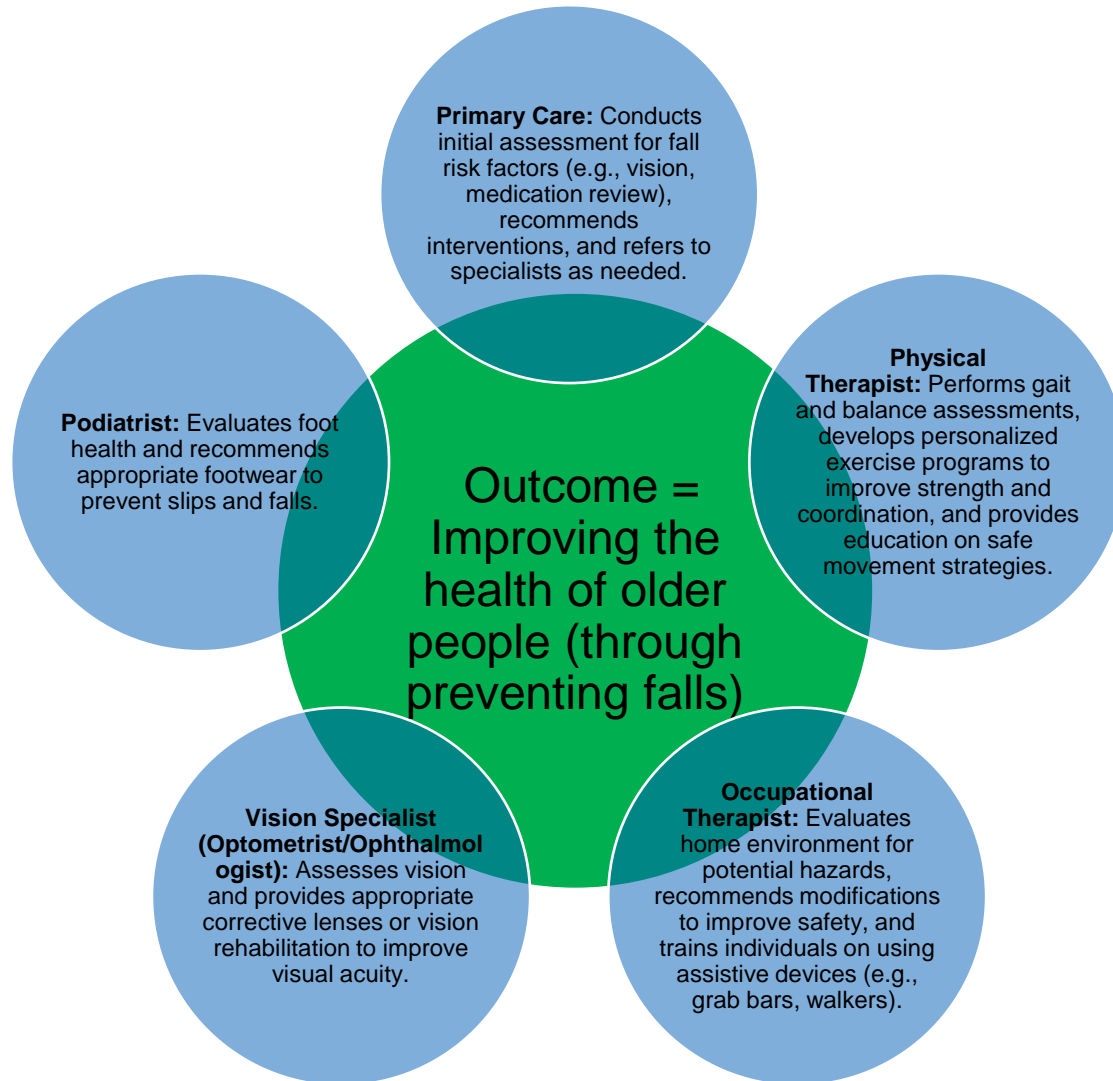 Primary Care: Conducts
initial assessment for fall
risk factors (e.g., vision,
medication review),
recommends
interventions, and refers to
specialists as needed.
Physical
Therapist: Performs gait
and balance assessments,
develops personalized
exercise programs to
improve strength and
coordination, and provides
education on safe
movement strategies.
Occupational
Therapist: Evaluates
home environment for
potential hazards,
recommends modifications
to improve safety, and
trains individuals on using
assistive devices (e.g.,
grab bars, walkers).
Vision Specialist
(Optometrist/Ophthalmol
ogist): Assesses vision
and provides appropriate
corrective lenses or vision
rehabilitation to improve
visual acuity.
Podiatrist: Evaluates foot
health and recommends
appropriate footwear to
prevent slips and falls.
Outcome =
Improving the
health of older
people (through
preventing falls)